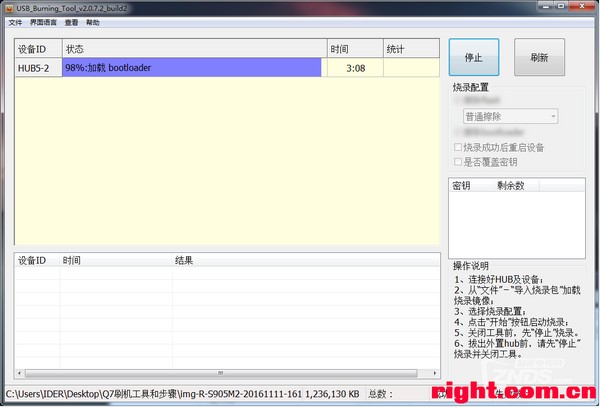 USB_Burning_Tool_v2.0.7.2_build2
文件 界面语言 查看 帮助
设备ID 状态 时间 统计
HUB5-2 98%:加载 bootloader 3:08
停止 刷新
烧录配置
普通擦除
烧录成功后重启设备
是否覆盖密钥
密钥 剩余数
设备ID 时间 结果
操作说明
1、连接好HUB及设备；
2、从“文件”－“导入烧录包”加载
烧录镜像；
3、选择烧录配置；
4、点击“开始”按钮启动烧录；
5、关闭工具前，先“停止”烧录。
6、拔出外置hub前，请先“停止”
烧录并关闭工具。
C:\Users\IDER\Desktop\Q7刷机工具和步骤\img-R-S905M2-20161111-161 1,236,130 KB 总数：
right.com.cn